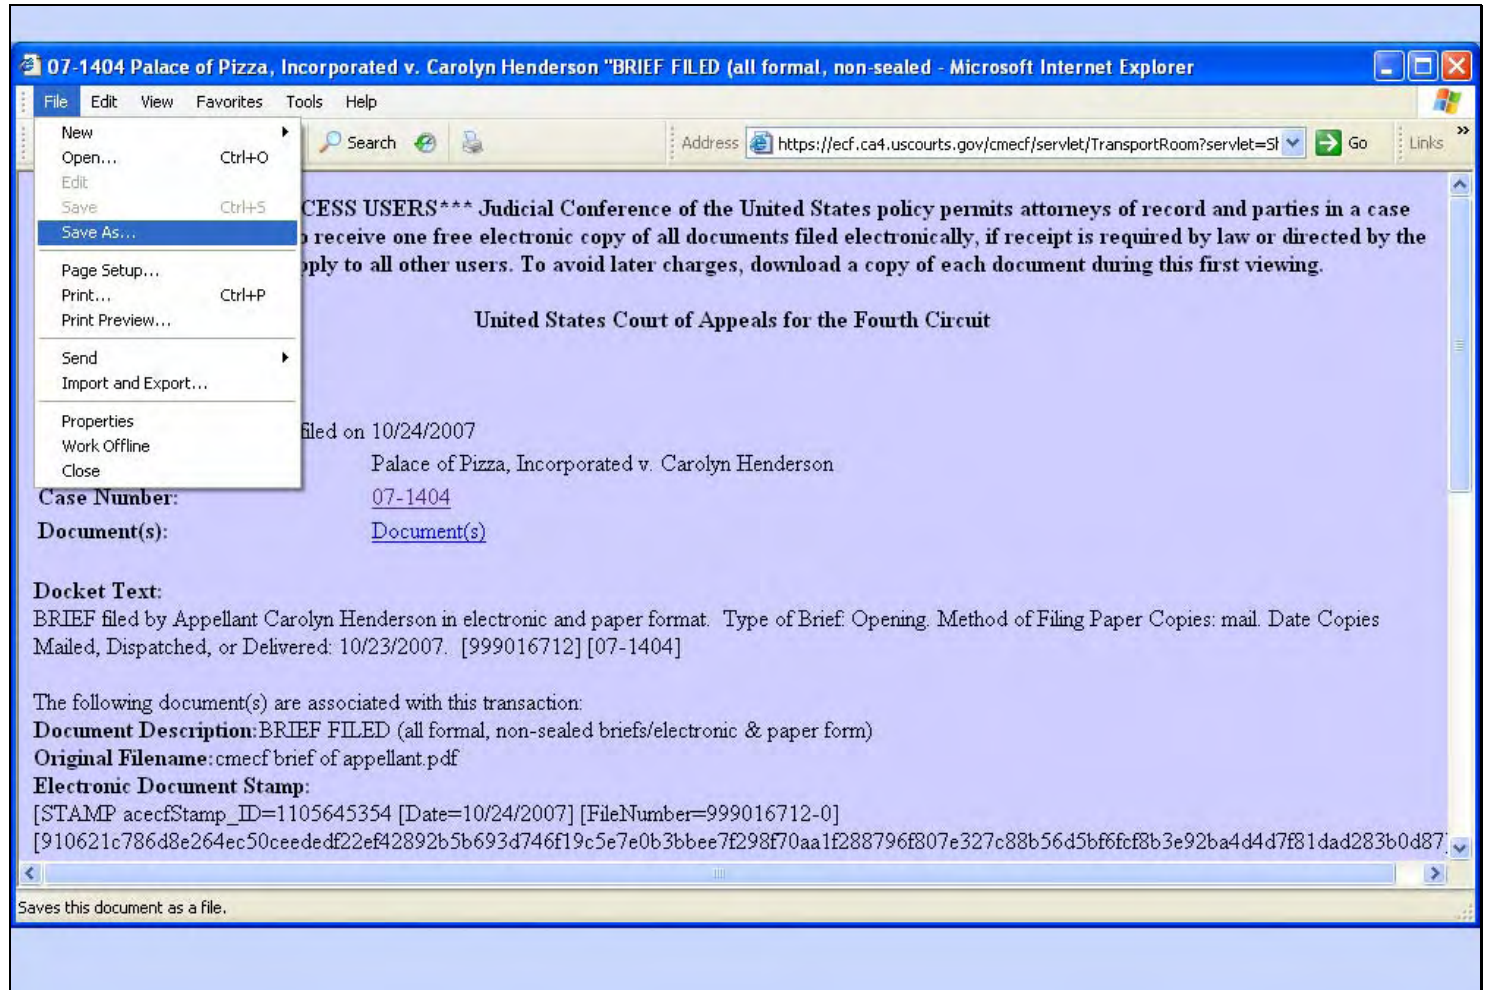 07-1404 Palace of Pizza, Incorporated v. Carolyn Henderson "BRIEF FILED (all formal, non-sealed - Microsoft Internet Explorer
File Edit View Favorites Tools Help
Search Address https://ecf.ca4.uscourts.gov/cmecf/servlet/TransportRoom?servlet=Sh Go Links »
New
Open... Ctrl+O
Edit
Save Ctrl+S
Save As...
Page Setup...
Print... Ctrl+P
Print Preview...
Send
Import and Export...
Properties
Work Offline
Close
CESS USERS*** Judicial Conference of the United States policy permits attorneys of record and parties in a case
receive one free electronic copy of all documents filed electronically, if receipt is required by law or directed by the
pply to all other users. To avoid later charges, download a copy of each document during this first viewing.
United States Court of Appeals for the Fourth Circuit
filed on 10/24/2007
Palace of Pizza, Incorporated v. Carolyn Henderson
Case Number: 07-1404
Document(s): Document(s)
Docket Text:
BRIEF filed by Appellant Carolyn Henderson in electronic and paper format. Type of Brief: Opening. Method of Filing Paper Copies: mail. Date Copies
Mailed, Dispatched, or Delivered: 10/23/2007. [999016712] [07-1404]
The following document(s) are associated with this transaction:
Document Description:BRIEF FILED (all formal, non-sealed briefs/electronic & paper form)
Original Filename:cmecf brief of appellant.pdf
Electronic Document Stamp:
[STAMP acecfStamp_ID=1105645354 [Date=10/24/2007] [FileNumber=999016712-0]
[910621c786d8e264ec50ceededf22ef42892b5b693d746f19c5e7e0b3bbee7f298f70aa1f288796f807e327c88b56d5bf6fcf8b3e92ba4d4d7f81dad283b0d87]
Saves this document as a file.